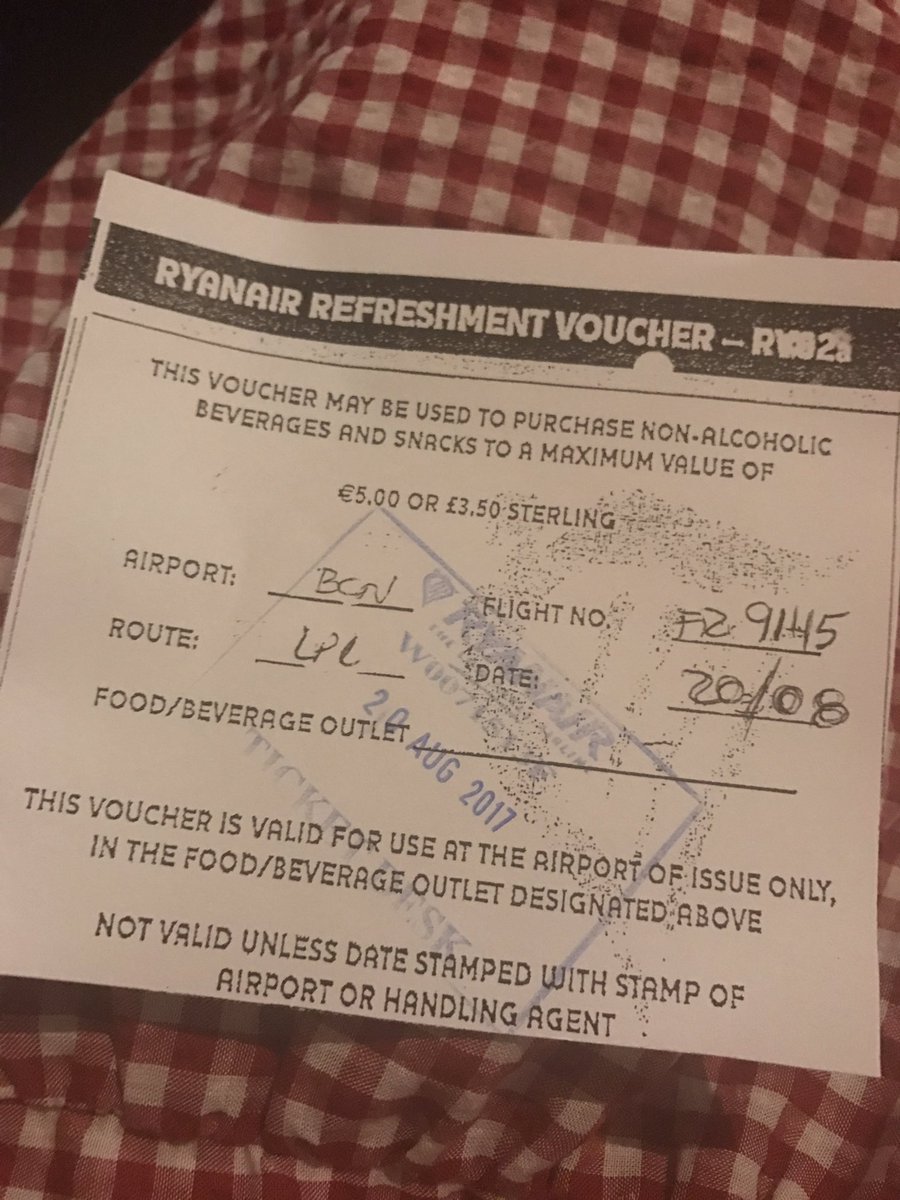 RYANAIR REFRESHMENT VOUCHER –
THIS VOUCHER MAY BE USED TO PURCHASE NON-ALCOHOLIC
BEVERAGES AND SNACKS TO A MAXIMUM VALUE OF
€5.00 OR £3.50 STERLING
AIRPORT: BCN FLIGHT NO. FR 9145
ROUTE: LPL DATE: 20/08
FOOD/BEVERAGE OUTLET
RYANAIR
20 AUG 2017
TICKET DESK
THIS VOUCHER IS VALID FOR USE AT THE AIRPORT OF ISSUE ONLY,
IN THE FOOD/BEVERAGE OUTLET DESIGNATED ABOVE
NOT VALID UNLESS DATE STAMPED WITH STAMP OF
AIRPORT OR HANDLING AGENT